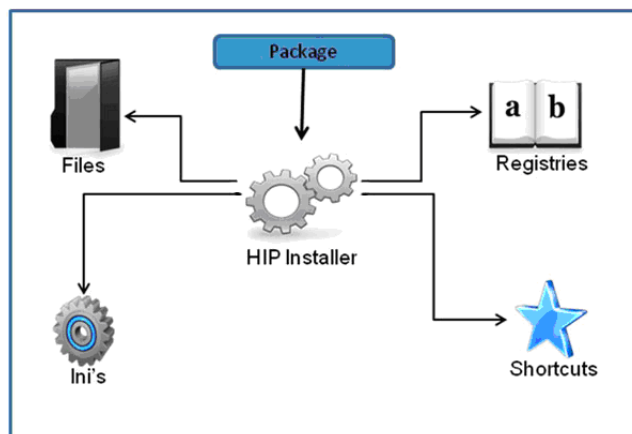 Package
Files
a b
Registries
HIP Installer
Ini's
Shortcuts